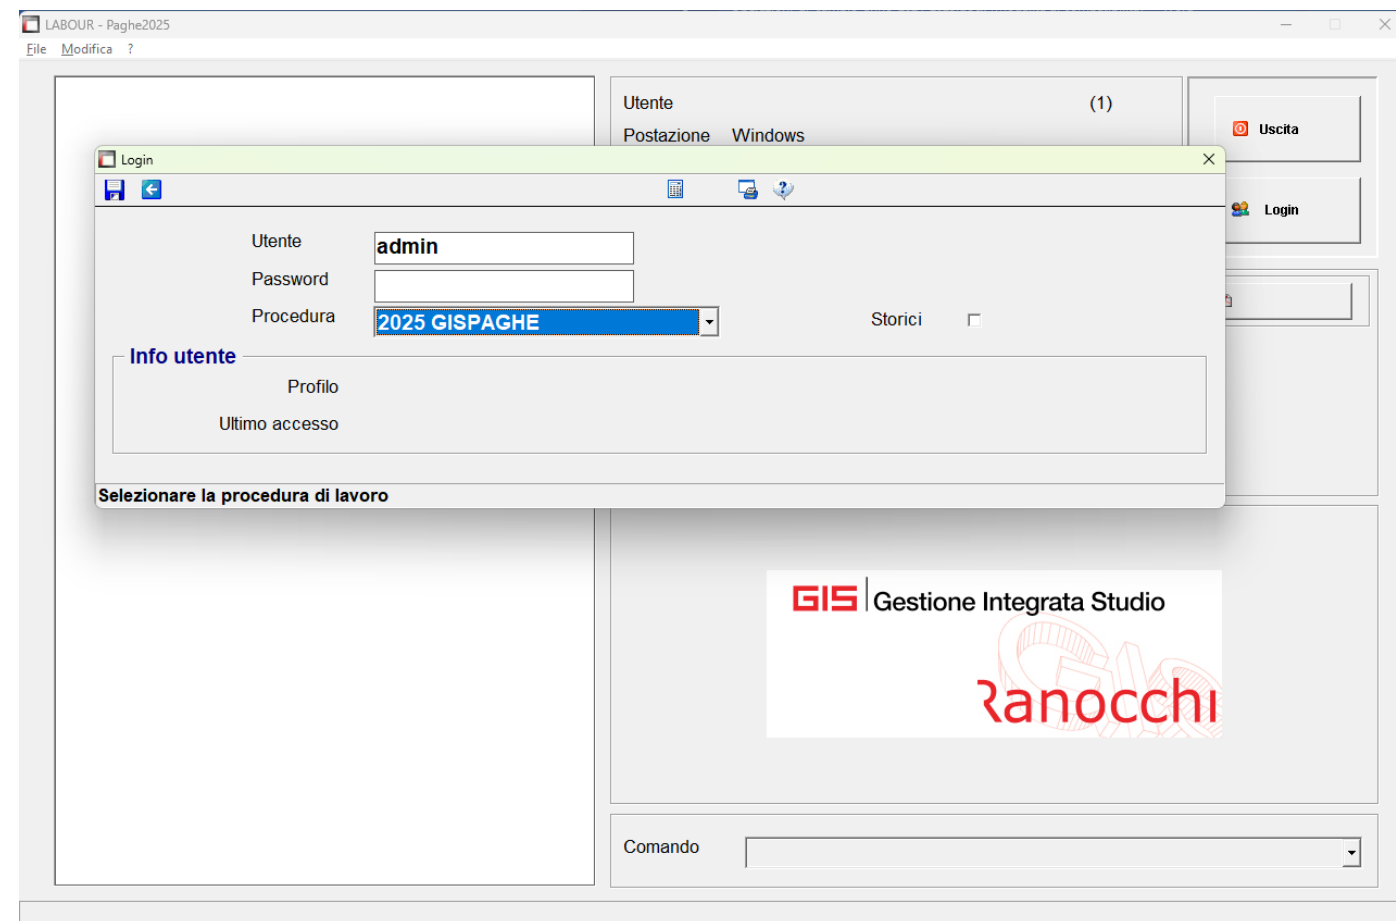 LABOUR - Paghe2025
File Modifica ?
Utente (1)
Postazione Windows
Uscita
Login
Login
Utente admin
Password
Procedura 2025 GISPAGHE Storici
Info utente
Profilo
Ultimo accesso
Selezionare la procedura di lavoro
GIS Gestione Integrata Studio
Ranocchi
Comando